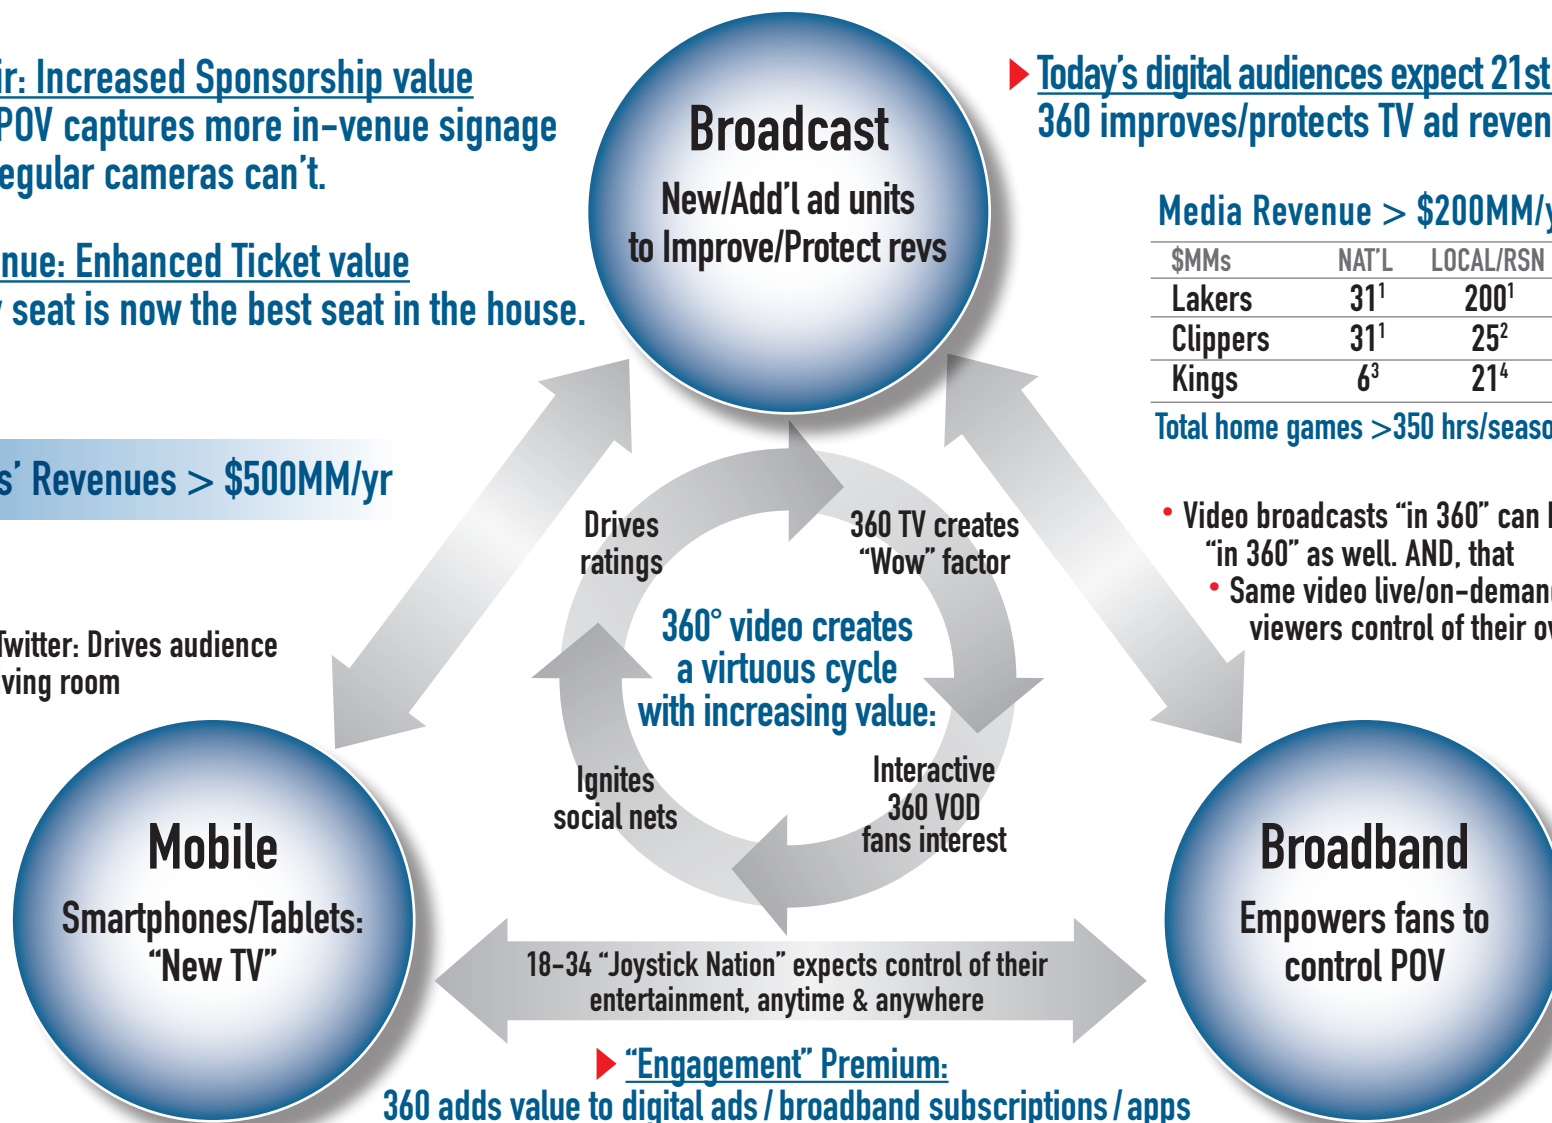 ir: Increased Sponsorship value
POV captures more in-venue signage
egular cameras can't.
nue: Enhanced Ticket value
y seat is now the best seat in the house.
s' Revenues > $500MM/yr
Broadcast
New/Add'l ad units
to Improve/Protect revs
Today's digital audiences expect 21st
360 improves/protects TV ad reven
Media Revenue > $200MM/y
$MMs NAT'L LOCAL/RSN
Lakers 31¹ 200¹
Clippers 31¹ 25²
Kings 6³ 21⁴
Total home games >350 hrs/seaso
• Video broadcasts “in 360” can
“in 360” as well. AND, that
• Same video live/on-demand
viewers control of their ow
Twitter: Drives audience
ving room
Drives
ratings
360 TV creates
“Wow” factor
360° video creates
a virtuous cycle
with increasing value:
Ignites
social nets
Interactive
360 VOD
fans interest
Mobile
Smartphones/Tablets:
“New TV”
Broadband
Empowers fans to
control POV
18-34 “Joystick Nation” expects control of their
entertainment, anytime & anywhere
“Engagement” Premium:
360 adds value to digital ads / broadband subscriptions / apps